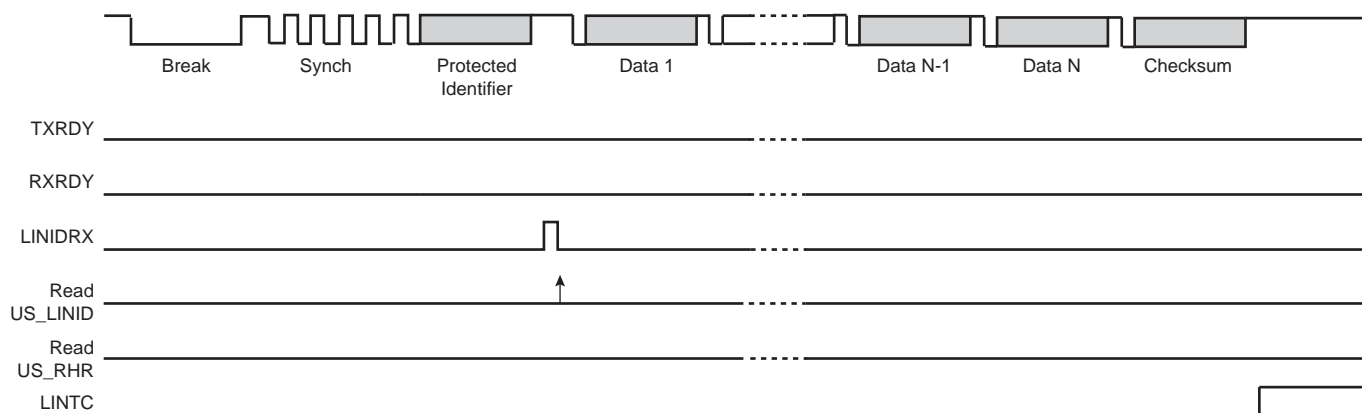 Break
Synch
Protected
Identifier
Data 1
Data N-1
Data N
Checksum
TXRDY
RXRDY
LINIDRX
Read
US_LINID
Read
US_RHR
LINTC